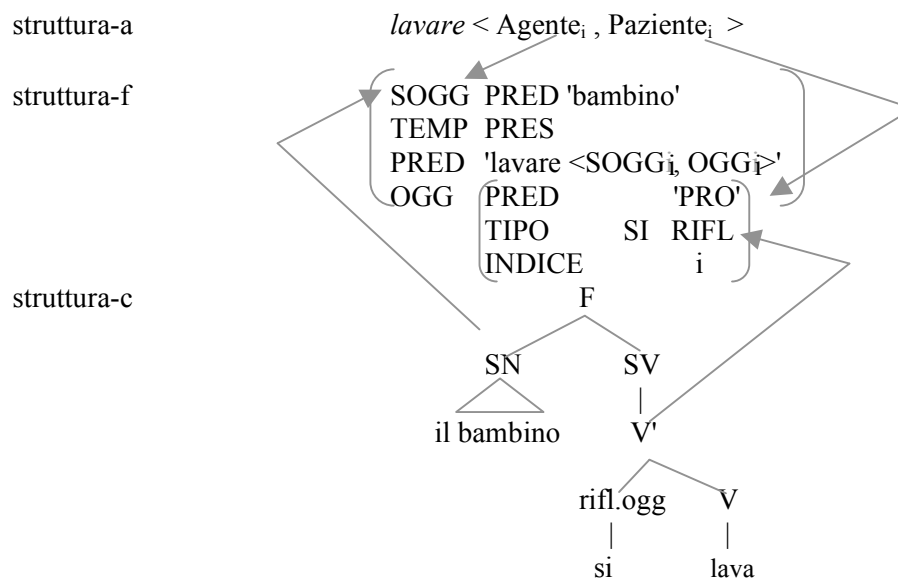 struttura-a lavare < Agenteᵢ , Pazienteᵢ >
struttura-f SOGG PRED 'bambino'
TEMP PRES
PRED 'lavare <SOGGi, OGGi>'
OGG PRED 'PRO'
TIPO SI RIFL
INDICE i
struttura-c F
SN SV
il bambino V'
rifl.ogg V
si lava